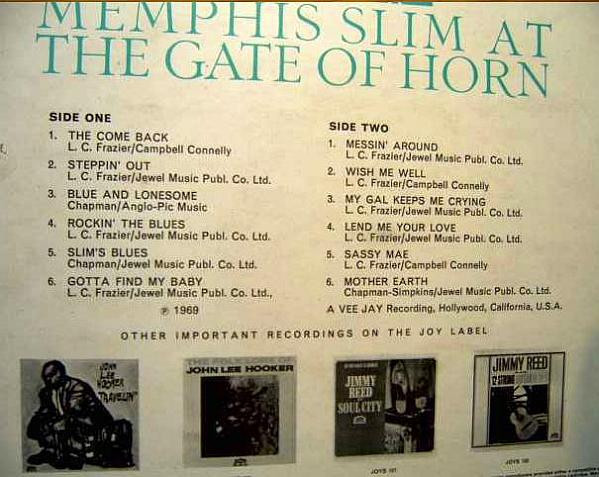 MEMPHIS SLIM AT
THE GATE OF HORN
SIDE ONE
1. THE COME BACK
L. C. Frazier/Campbell Connelly
2. STEPPIN' OUT
L. C. Frazier/Jewel Music Publ. Co. Ltd.
3. BLUE AND LONESOME
Chapman/Anglo-Pic Music
4. ROCKIN' THE BLUES
L. C. Frazier/Jewel Music Publ. Co. Ltd.
5. SLIM'S BLUES
Chapman/Jewel Music Publ. Co. Ltd.
6. GOTTA FIND MY BABY
L. C. Frazier/Jewel Music Publ. Co. Ltd.,
℗ 1969
SIDE TWO
1. MESSIN' AROUND
L. C. Frazier/Jewel Music Publ. Co. Ltd.
2. WISH ME WELL
L. C. Frazier/Campbell Connelly
3. MY GAL KEEPS ME CRYING
L. C. Frazier/Jewel Music Publ. Co. Ltd.
4. LEND ME YOUR LOVE
L. C. Frazier/Jewel Music Publ. Co. Ltd.
5. SASSY MAE
L. C. Frazier/Campbell Connelly
6. MOTHER EARTH
Chapman-Simpkins/Jewel Music Publ. Co. Ltd.
A VEE JAY Recording, Hollywood, California, U.S.A.
OTHER IMPORTANT RECORDINGS ON THE JOY LABEL
JOHN
LEE
HOOKER
TRAVELIN'
THE FOLK LORE OF
JOHN LEE HOOKER
JIMMY
REED
SOUL CITY
JIMMY REED
12 STRING
JOYS
JOYS